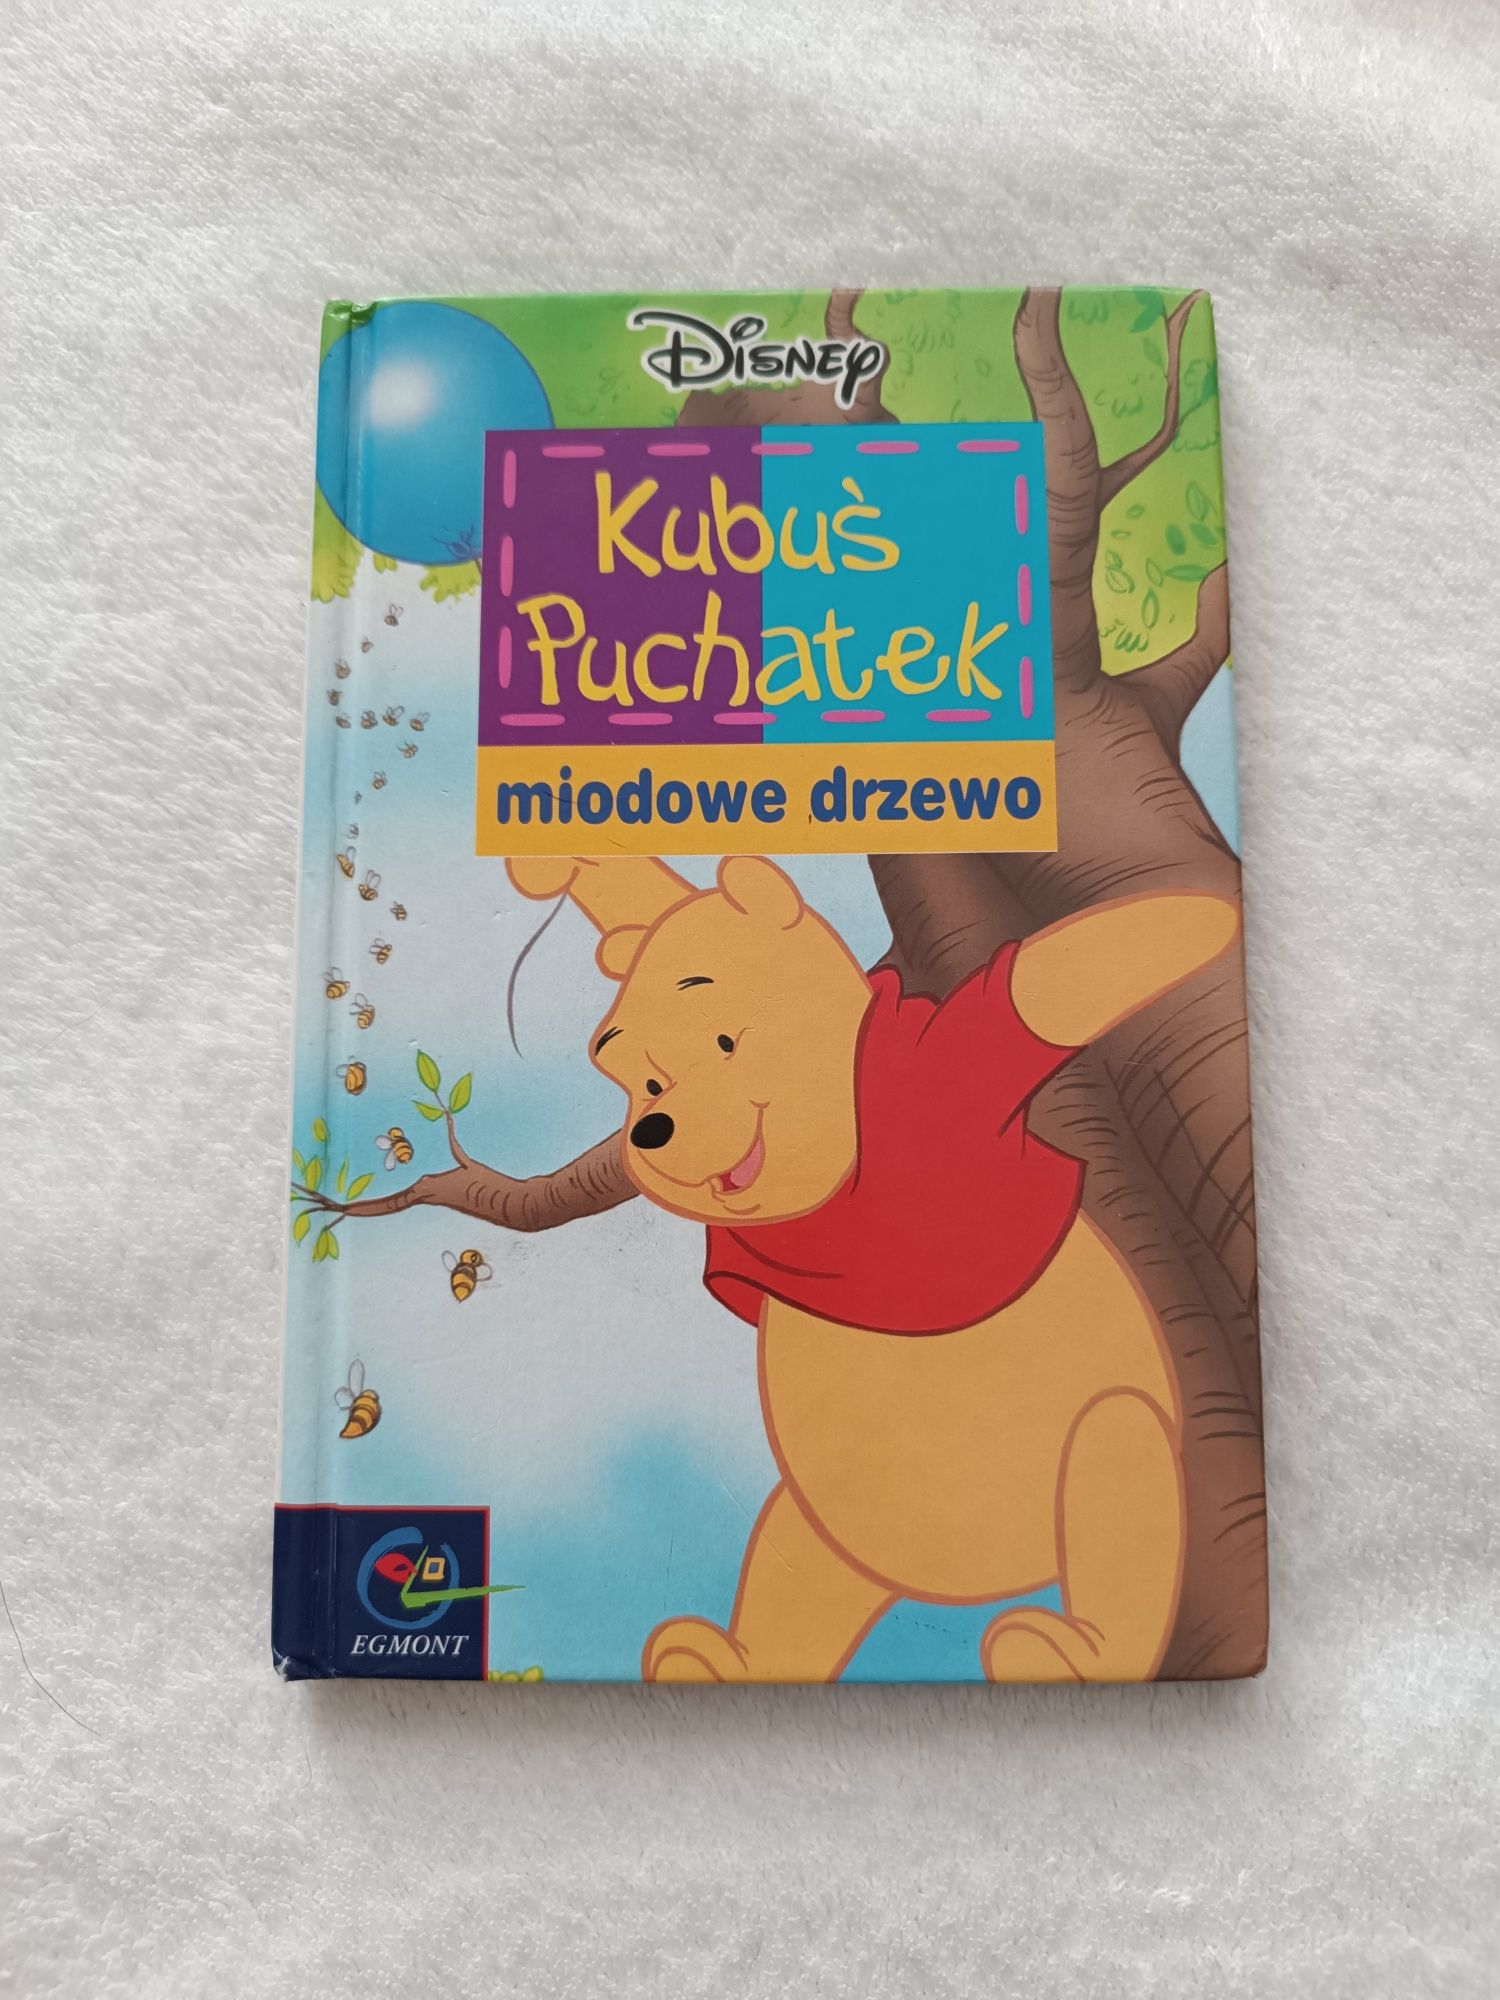 Disney
Kubuś
Puchatek
miodowe drzewo
EGMONT